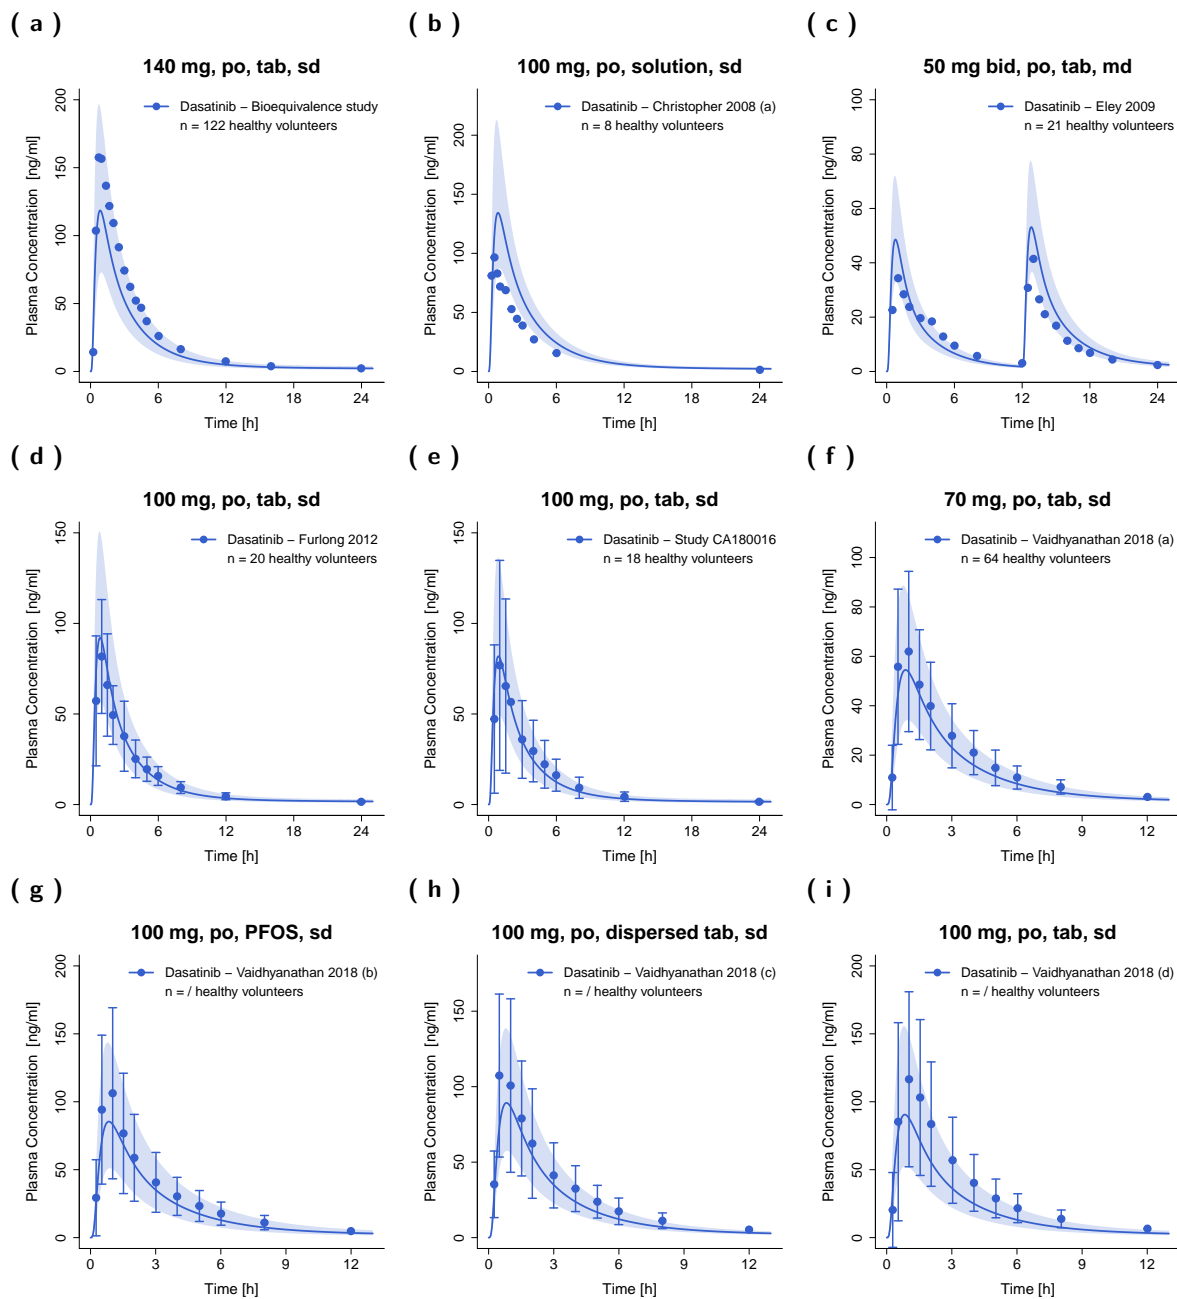 ( a )
140 mg, po, tab, sd
Dasatinib – Bioequivalence study
n = 122 healthy volunteers
Plasma Concentration [ng/ml]
0
50
100
150
200
0 6 12 18 24
Time [h]
( b )
100 mg, po, solution, sd
Dasatinib – Christopher 2008 (a)
n = 8 healthy volunteers
Plasma Concentration [ng/ml]
0
50
100
150
200
0 6 12 18 24
Time [h]
( c )
50 mg bid, po, tab, md
Dasatinib – Eley 2009
n = 21 healthy volunteers
Plasma Concentration [ng/ml]
0
20
40
60
80
100
0 6 12 18 24
Time [h]
( d )
100 mg, po, tab, sd
Dasatinib – Furlong 2012
n = 20 healthy volunteers
Plasma Concentration [ng/ml]
0
50
100
150
0 6 12 18 24
Time [h]
( e )
100 mg, po, tab, sd
Dasatinib – Study CA180016
n = 18 healthy volunteers
Plasma Concentration [ng/ml]
0
50
100
150
0 6 12 18 24
Time [h]
( f )
70 mg, po, tab, sd
Dasatinib – Vaidhyanathan 2018 (a)
n = 64 healthy volunteers
Plasma Concentration [ng/ml]
0
20
40
60
80
100
0 3 6 9 12
Time [h]
( g )
100 mg, po, PFOS, sd
Dasatinib – Vaidhyanathan 2018 (b)
n = / healthy volunteers
Plasma Concentration [ng/ml]
0
50
100
150
200
0 3 6 9 12
Time [h]
( h )
100 mg, po, dispersed tab, sd
Dasatinib – Vaidhyanathan 2018 (c)
n = / healthy volunteers
Plasma Concentration [ng/ml]
0
50
100
150
0 3 6 9 12
Time [h]
( i )
100 mg, po, tab, sd
Dasatinib – Vaidhyanathan 2018 (d)
n = / healthy volunteers
Plasma Concentration [ng/ml]
0
50
100
150
200
0 3 6 9 12
Time [h]